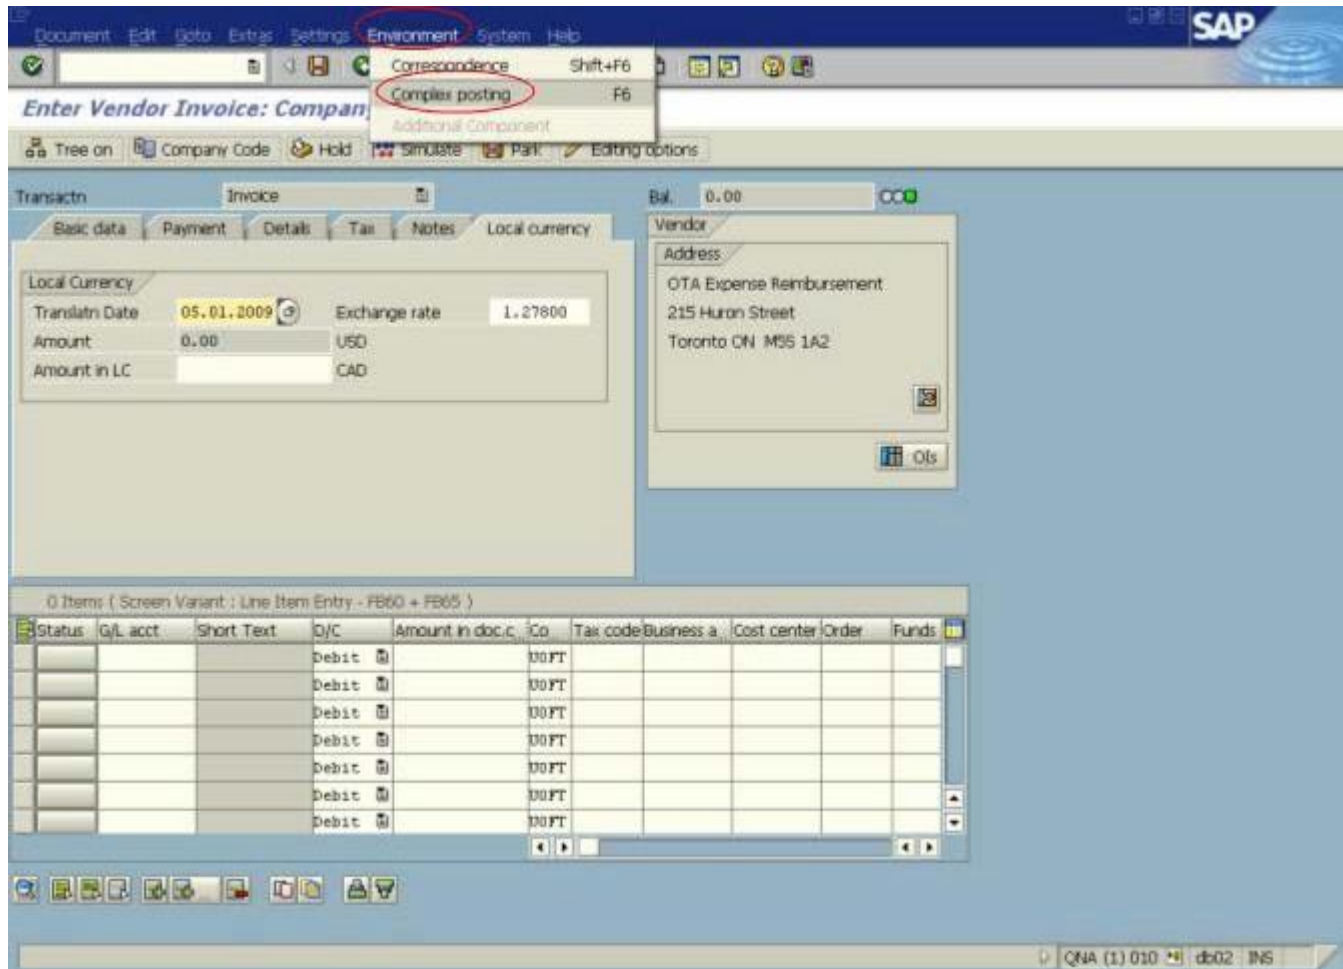 Document Edit Goto Extras Settings Environment System Help
SAP
Correspondence Shift+F6
Complex posting F6
Additional Component
Enter Vendor Invoice: Company
Tree on Company Code Hold Simulate Park Editing options
Transactn Invoice Bal. 0.00
Basic data Payment Details Tax Notes Local currency
Vendor
Address
OTA Expense Reimbursement
215 Huron Street
Toronto ON M5S 1A2
OIs
Local Currency
Translatn Date 05.01.2009 Exchange rate 1.27800
Amount 0.00 USD
Amount in LC CAD
0 Items ( Screen Variant : Line Item Entry - FB60 + FB65 )
Status G/L acct Short Text D/C Amount in doc.c Co Tax code Business a Cost center Order Funds
Debit UOFT
Debit UOFT
Debit UOFT
Debit UOFT
Debit UOFT
Debit UOFT
Debit UOFT
QNA (1) 010 db02 INS